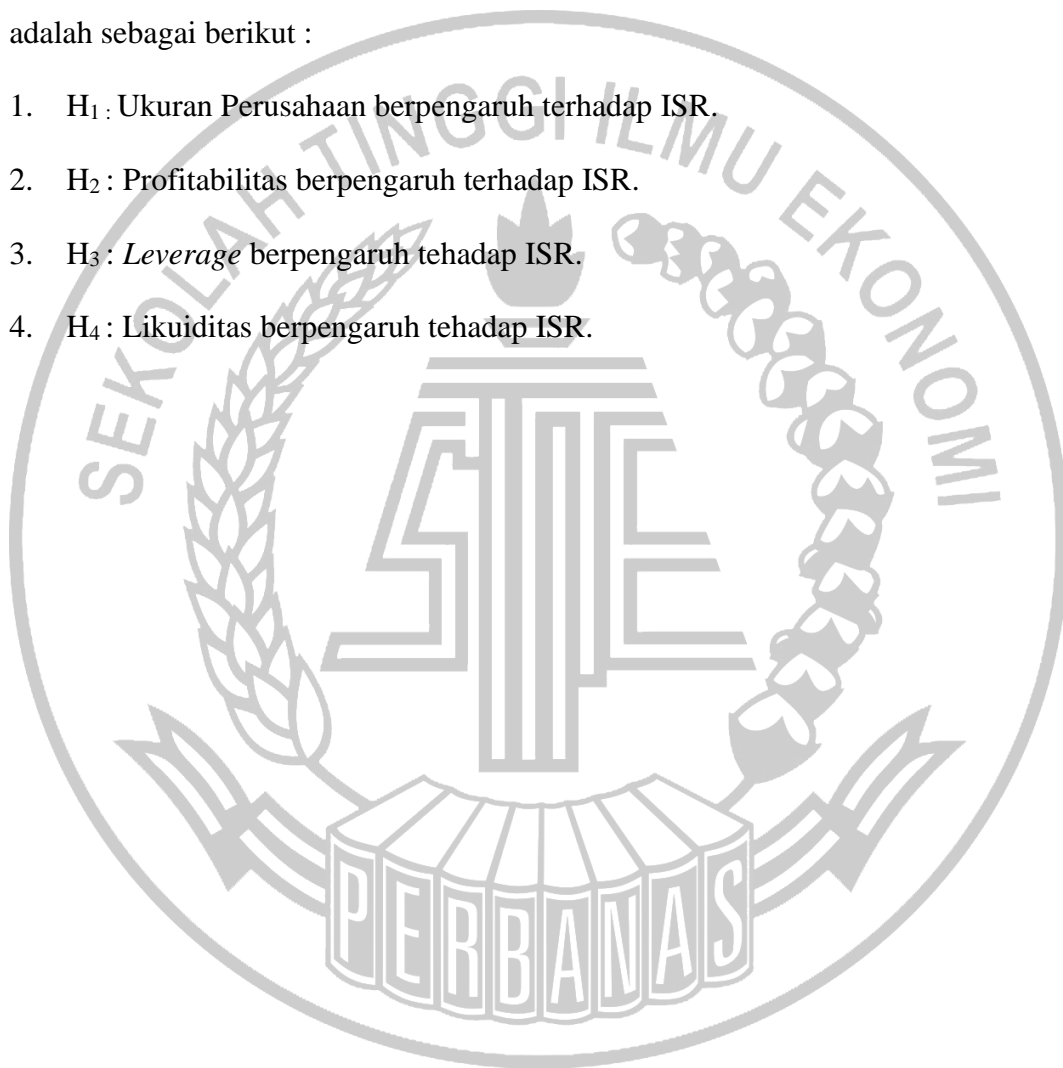 adalah sebagai berikut :
1. H1 : Ukuran Perusahaan berpengaruh terhadap ISR.
2. H2 : Profitabilitas berpengaruh terhadap ISR.
3. H3 : Leverage berpengaruh tehadap ISR.
4. H4 : Likuiditas berpengaruh tehadap ISR.
SEKOLAH TINGGI ILMU EKONOMI
STIE
PERBANAS